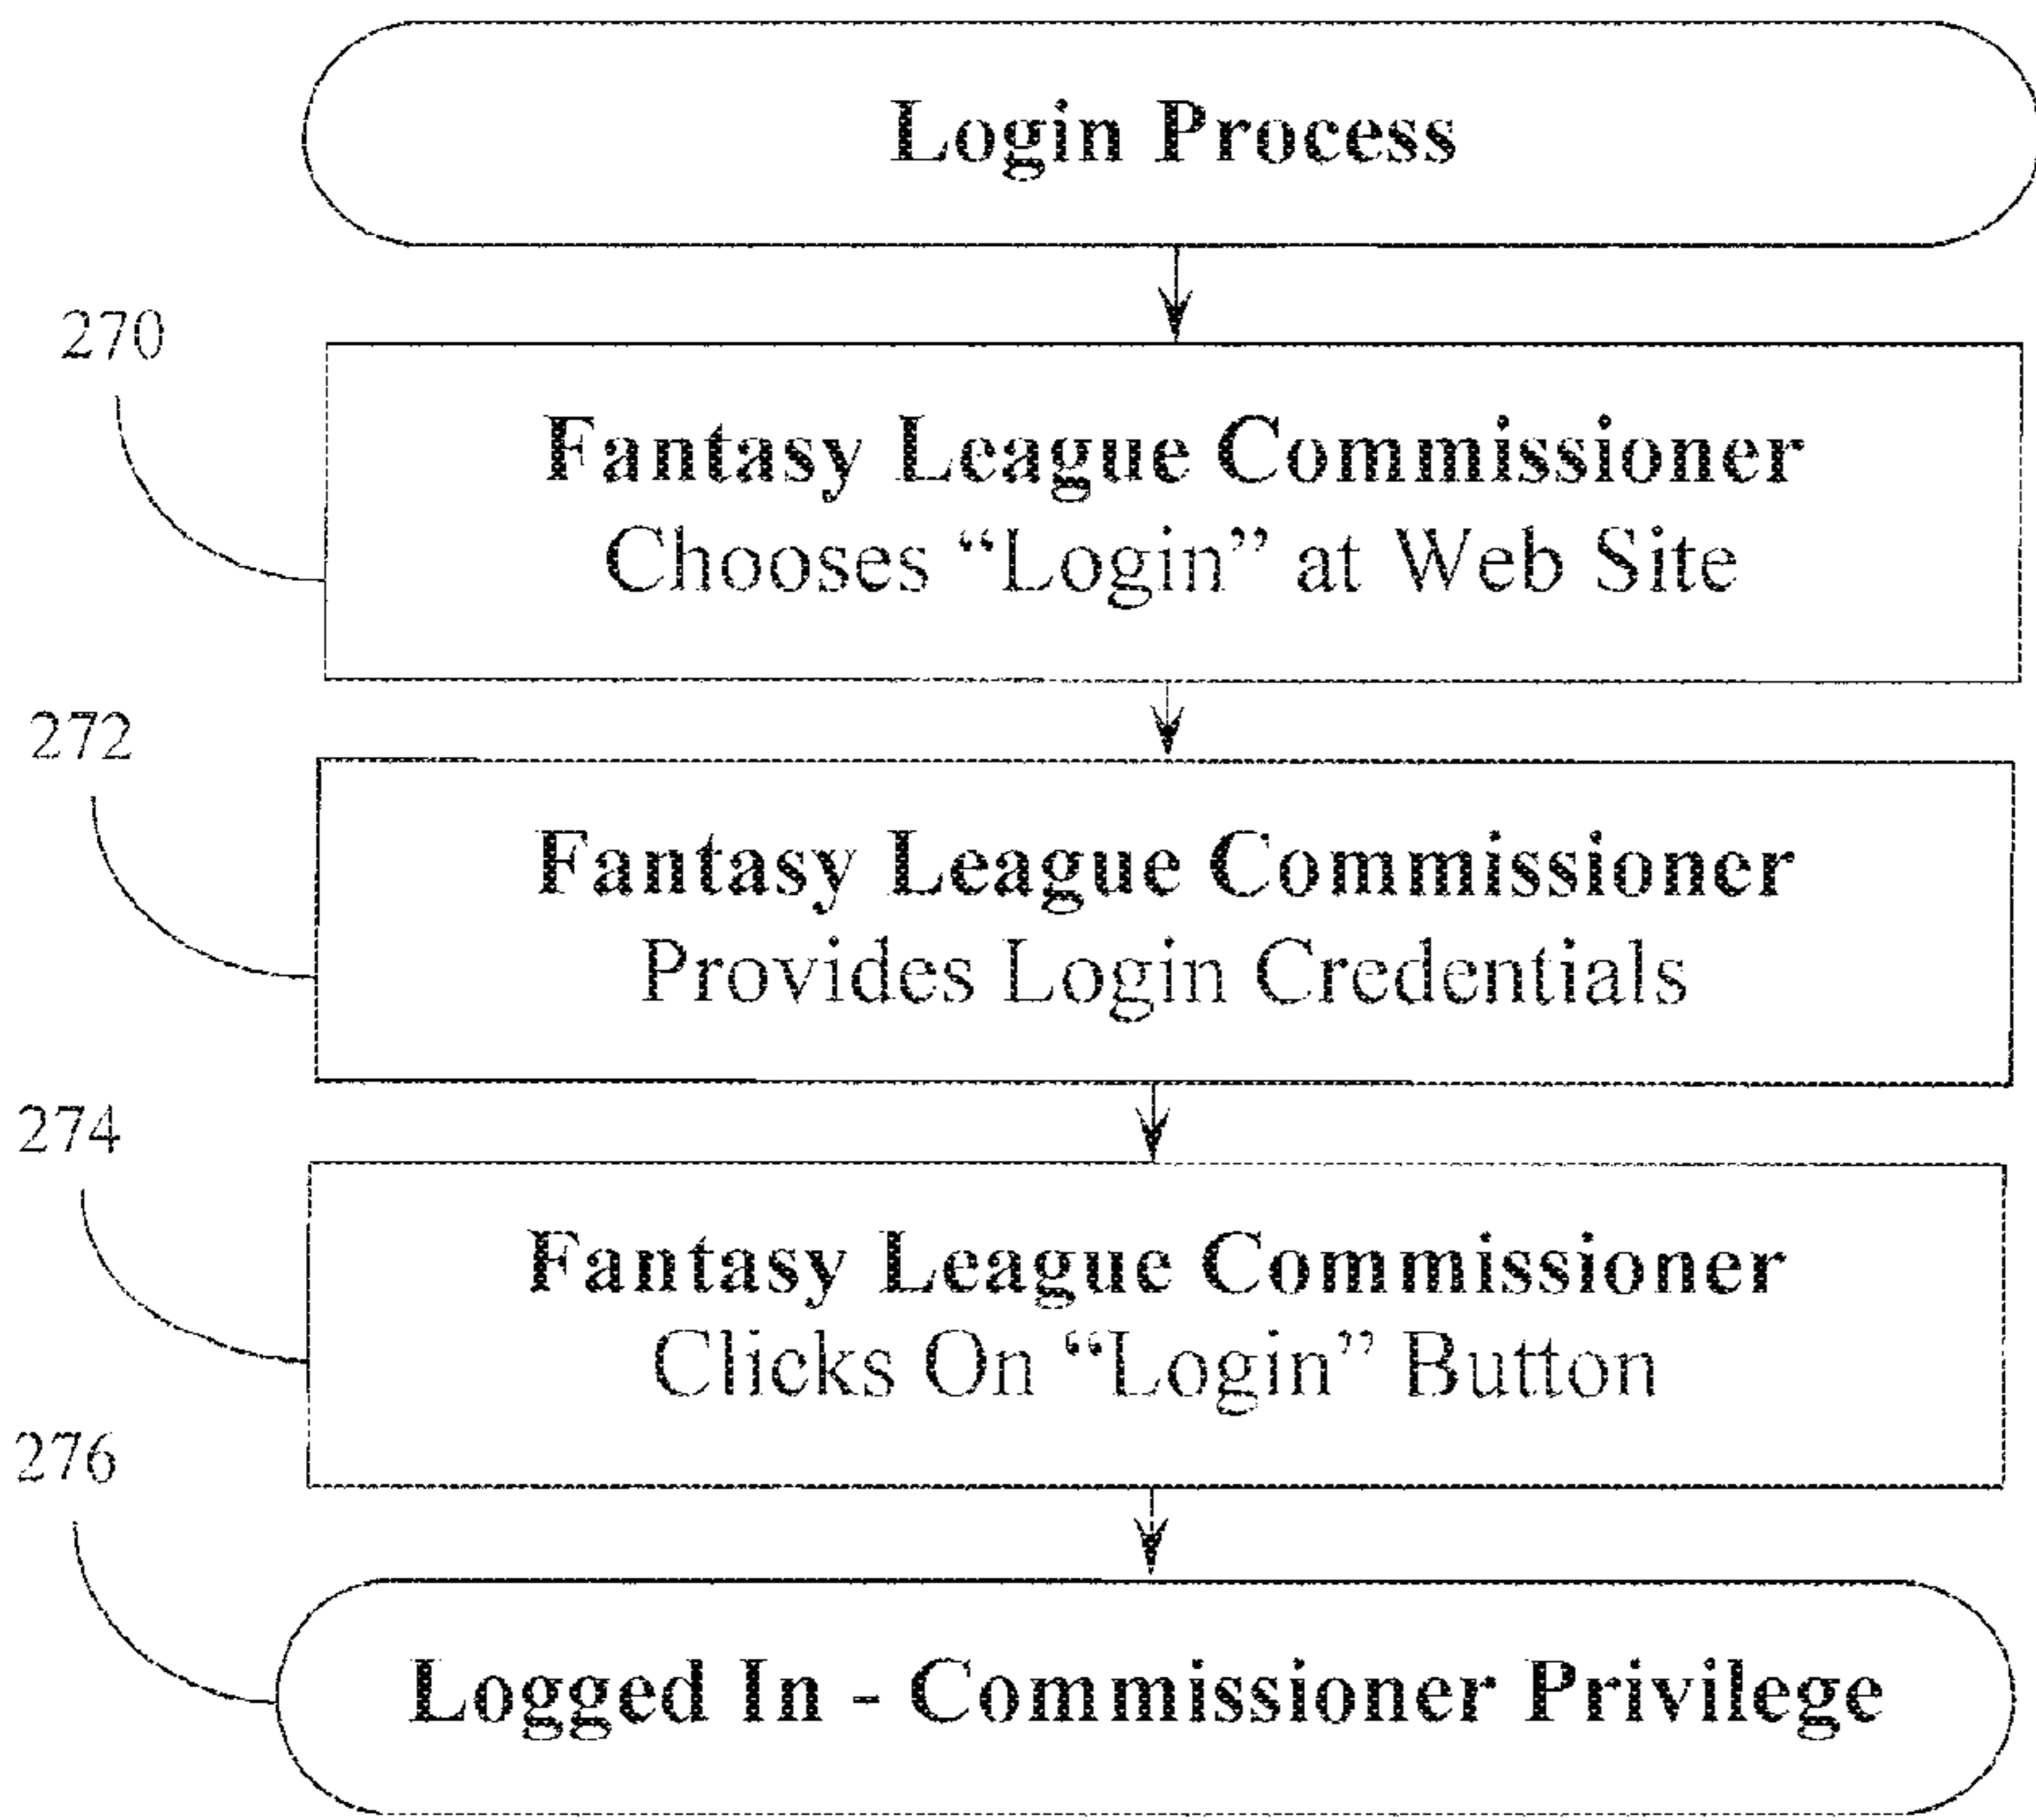 Login Process
270
Fantasy League Commissioner
Chooses “Login” at Web Site
272
Fantasy League Commissioner
Provides Login Credentials
274
Fantasy League Commissioner
Clicks On “Login” Button
276
Logged In - Commissioner Privilege